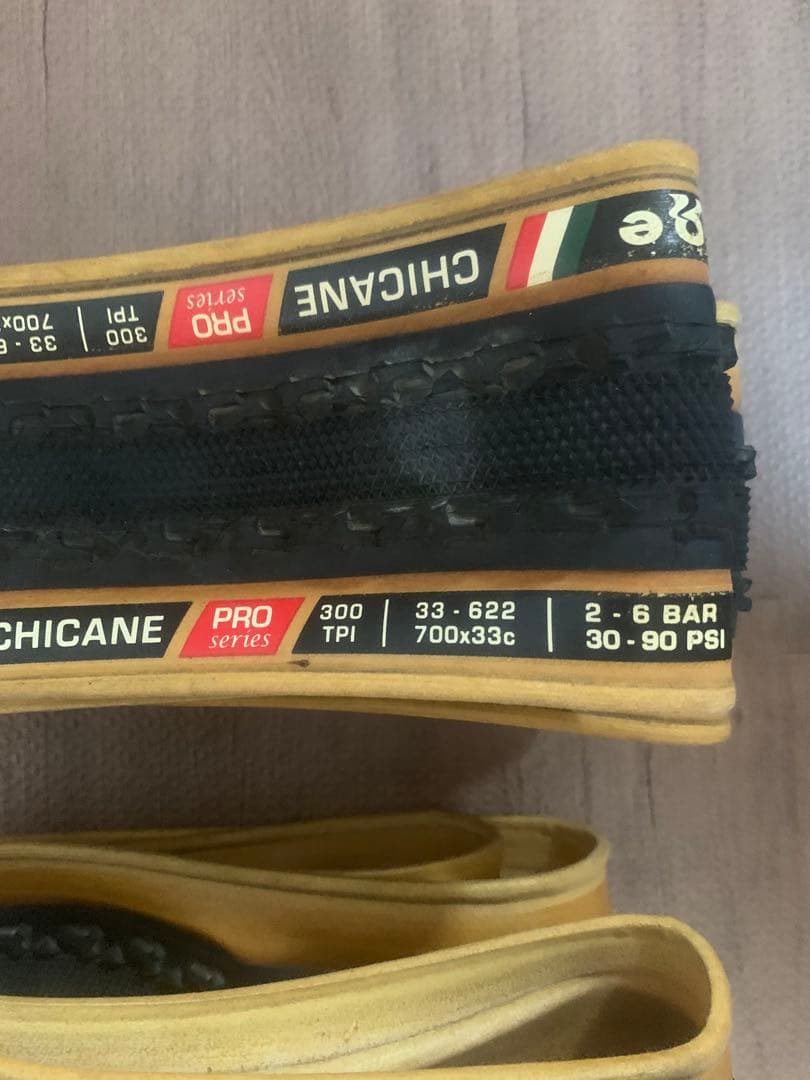 CHICANE
PRO
series
300
TPI
CHICANE
PRO
series
300
TPI
33 - 622
700x33c
2 - 6 BAR
30 - 90 PSI